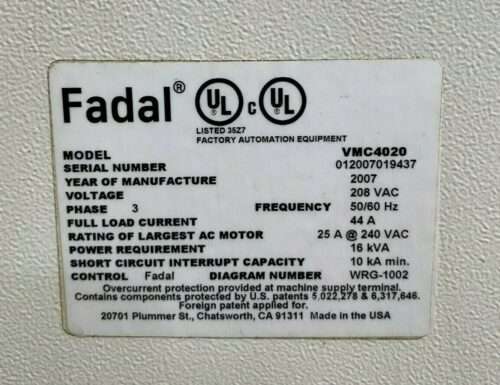 Fadal® UL c UL
LISTED 35Z7
FACTORY AUTOMATION EQUIPMENT
MODEL VMC4020
SERIAL NUMBER 012007019437
YEAR OF MANUFACTURE 2007
VOLTAGE 208 VAC
PHASE 3 FREQUENCY 50/60 Hz
FULL LOAD CURRENT 44 A
RATING OF LARGEST AC MOTOR 25 A @ 240 VAC
POWER REQUIREMENT 16 kVA
SHORT CIRCUIT INTERRUPT CAPACITY 10 kA min.
CONTROL Fadal DIAGRAM NUMBER WRG-1002
Overcurrent protection provided at machine supply terminal.
Contains components protected by U.S. patents 5,022,278 & 6,317,646.
Foreign patent applied for.
20701 Plummer St., Chatsworth, CA 91311 Made in the USA